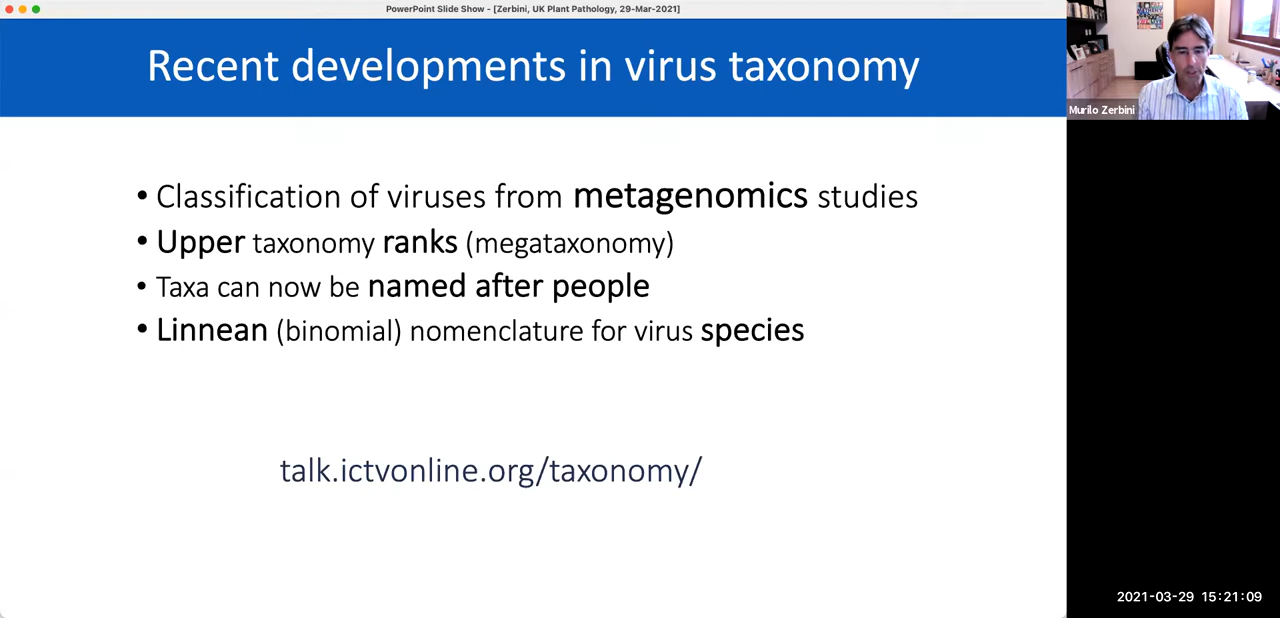 PowerPoint Slide Show - [Zerbini, UK Plant Pathology, 29-Mar-2021]
Recent developments in virus taxonomy
Murilo Zerbini
• Classification of viruses from metagenomics studies
• Upper taxonomy ranks (megataxonomy)
• Taxa can now be named after people
• Linnean (binomial) nomenclature for virus species
talk.ictvonline.org/taxonomy/
2021-03-29 15:21:09